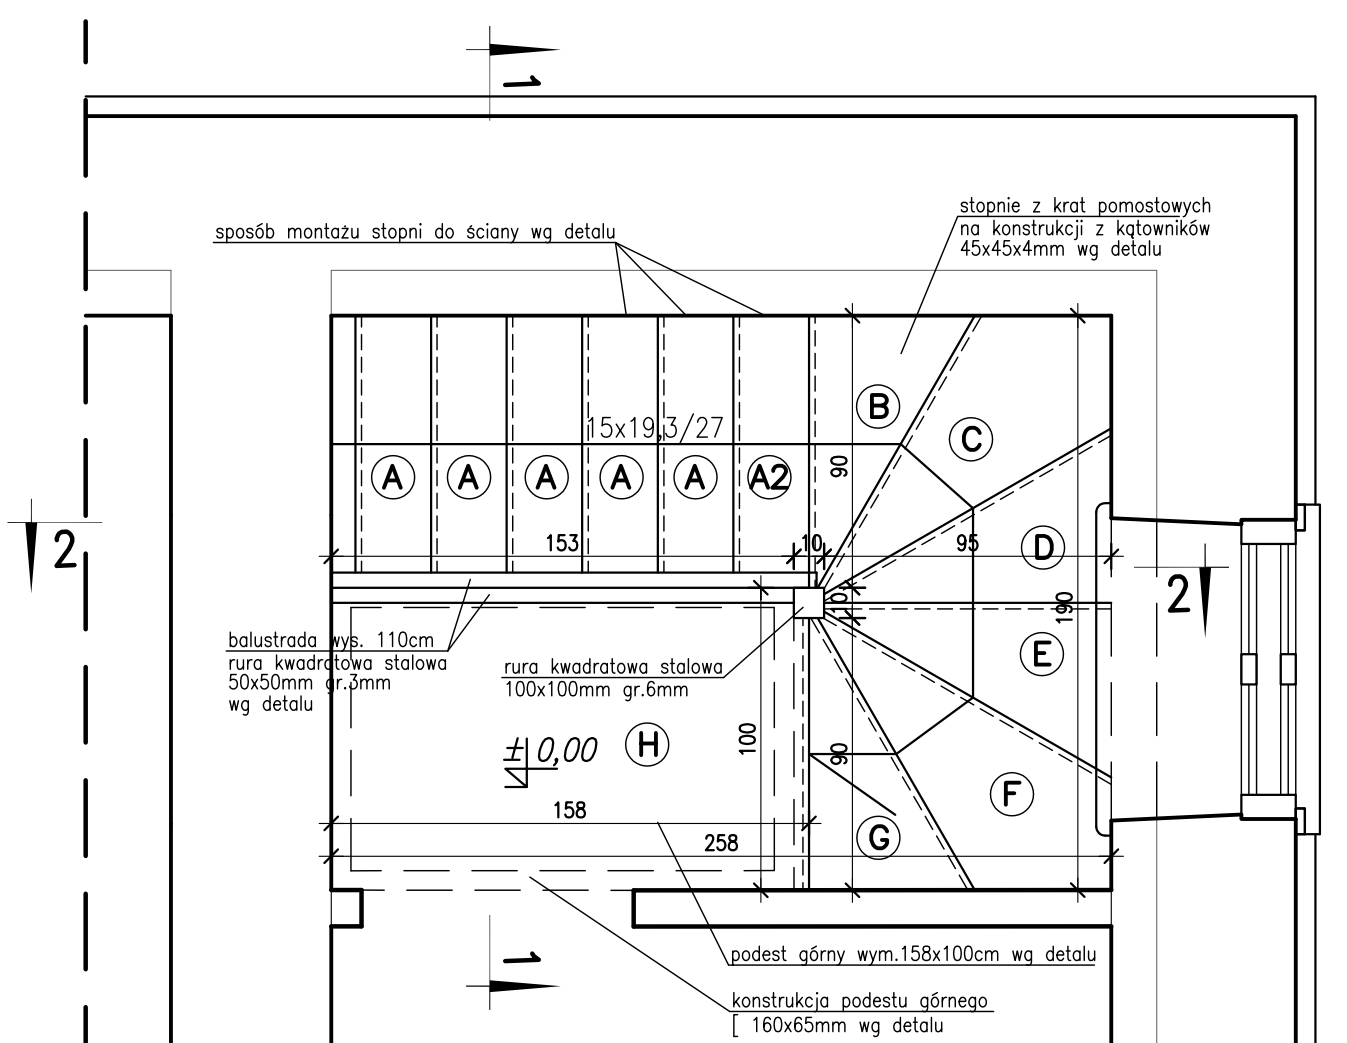 1
stopnie z krat pomostowych
na konstrukcji z kątowników
45x45x4mm wg detalu
sposób montażu stopni do ściany wg detalu
B
15x19,3/27
C
A
A
A
A
A
A2
90
2
153
10
95
D
2
10
190
balustrada wys. 110cm
rura kwadratowa stalowa
50x50mm gr.3mm
wg detalu
rura kwadratowa stalowa
100x100mm gr.6mm
E
± 0,00
H
100
90
F
158
258
G
1
podest górny wym.158x100cm wg detalu
konstrukcja podestu górnego
[ 160x65mm wg detalu